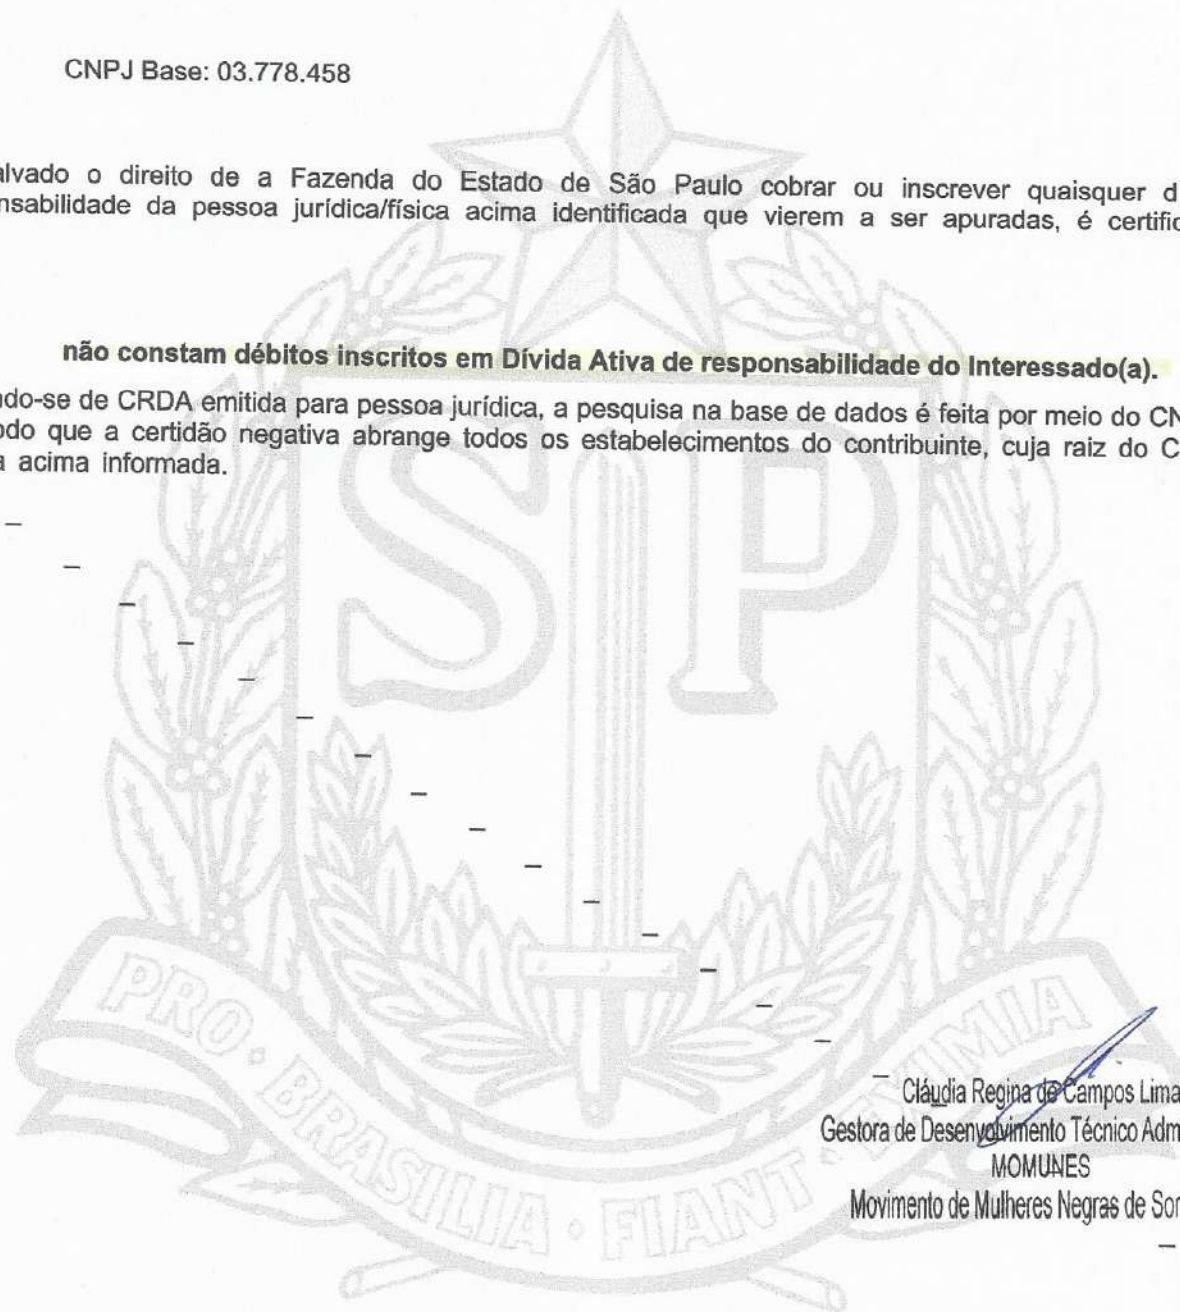 CNPJ Base: 03.778.458
alvado o direito de a Fazenda do Estado de São Paulo cobrar ou inscrever quaisquer d
nsabilidade da pessoa jurídica/física acima identificada que vierem a ser apuradas, é certific
não constam débitos inscritos em Dívida Ativa de responsabilidade do Interessado(a).
ndo-se de CRDA emitida para pessoa jurídica, a pesquisa na base de dados é feita por meio do CN
odo que a certidão negativa abrange todos os estabelecimentos do contribuinte, cuja raiz do C
a acima informada.
SP
PRO · BRASILIA · FIANT · EXIMIA
Cláudia Regina de Campos Lima
Gestora de Desenvolvimento Técnico Adm
MOMUNES
Movimento de Mulheres Negras de Sor